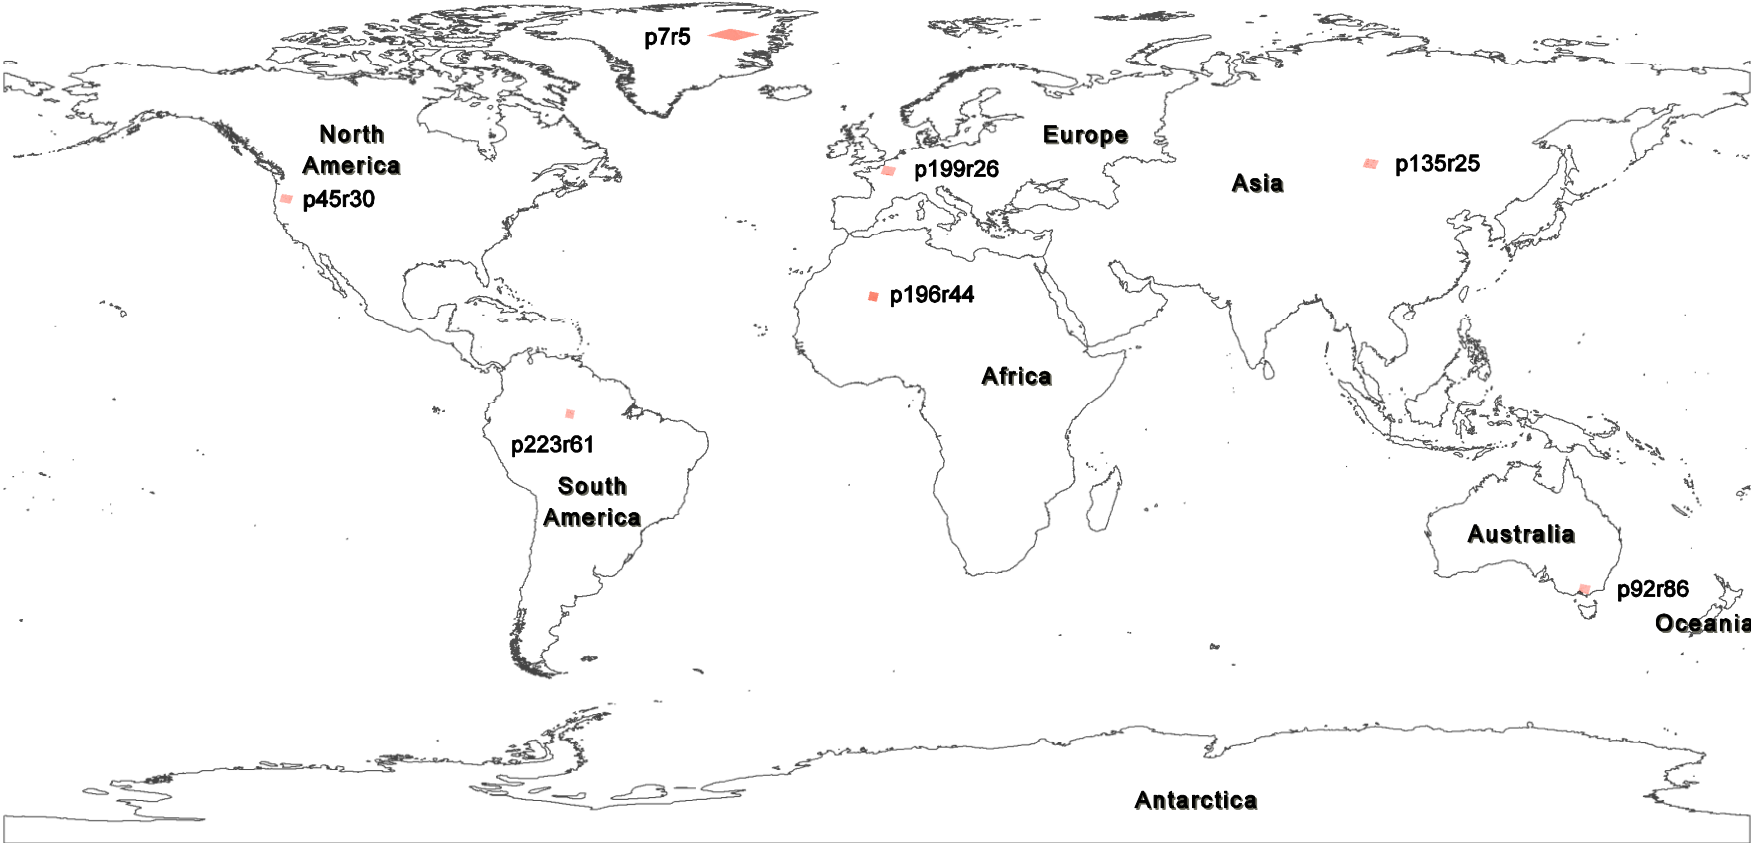 p7r5
North
America
Europe
p199r26
p135r25
Asia
p45r30
p196r44
Africa
p223r61
South
America
Australia
p92r86
Oceania
Antarctica